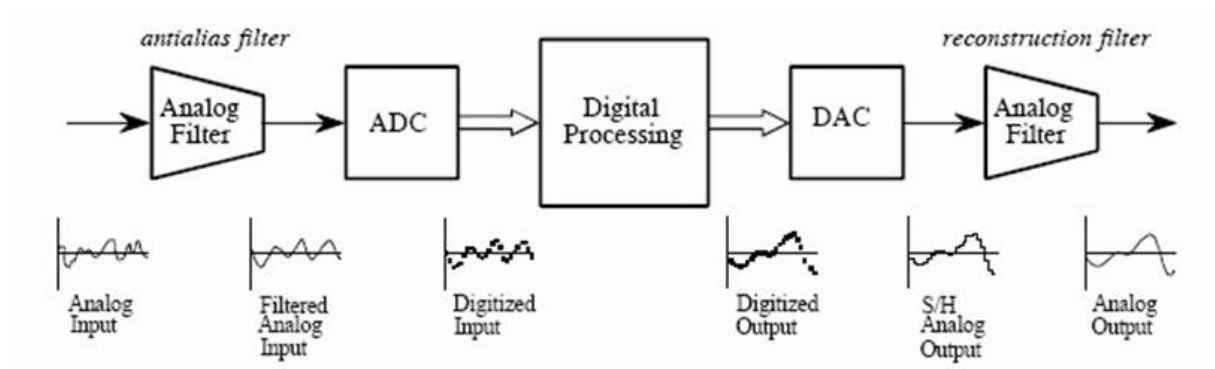 antialias filter
reconstruction filter
Analog
Filter
ADC
Digital
Processing
DAC
Analog
Filter
Analog
Input
Filtered
Analog
Input
Digitized
Input
Digitized
Output
S/H
Analog
Output
Analog
Output